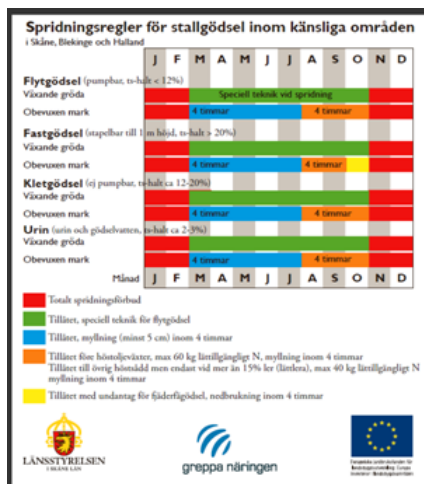 Spridningsregler för stallgödsel inom känsliga områden
i Skåne, Blekinge och Halland
J F M A M J J A S O N D
Flytgödsel (pumpbar, ts-halt < 12%)
Växande gröda Speciell teknik vid spridning
Obevuxen mark 4 timmar 4 timmar
Fastgödsel (stapelbar till 1 m höjd, ts-halt > 20%)
Växande gröda
Obevuxen mark 4 timmar 4 timmar
Kletgödsel (ej pumpbar, ts-halt ca 12-20%)
Växande gröda
Obevuxen mark 4 timmar 4 timmar
Urin (urin och gödselvatten, ts-halt ca 2-3%)
Växande gröda
Obevuxen mark 4 timmar 4 timmar
Månad J F M A M J J A S O N D
Totalt spridningsförbud
Tillåtet, speciell teknik för flytgödsel
Tillåtet, myllning (minst 5 cm) inom 4 timmar
Tillåtet före höstoljeväxter, max 60 kg lättillgängligt N, myllning inom 4 timmar
Tillåtet till övrig höstsådd men endast vid mer än 15% ler (lättlera), max 40 kg lättillgängligt N
myllning inom 4 timmar
Tillåtet med undantag för fjäderfägödsel, nedbrukning inom 4 timmar
LÄNSSTYRELSEN
I SKÅNE LÄN
greppa näringen